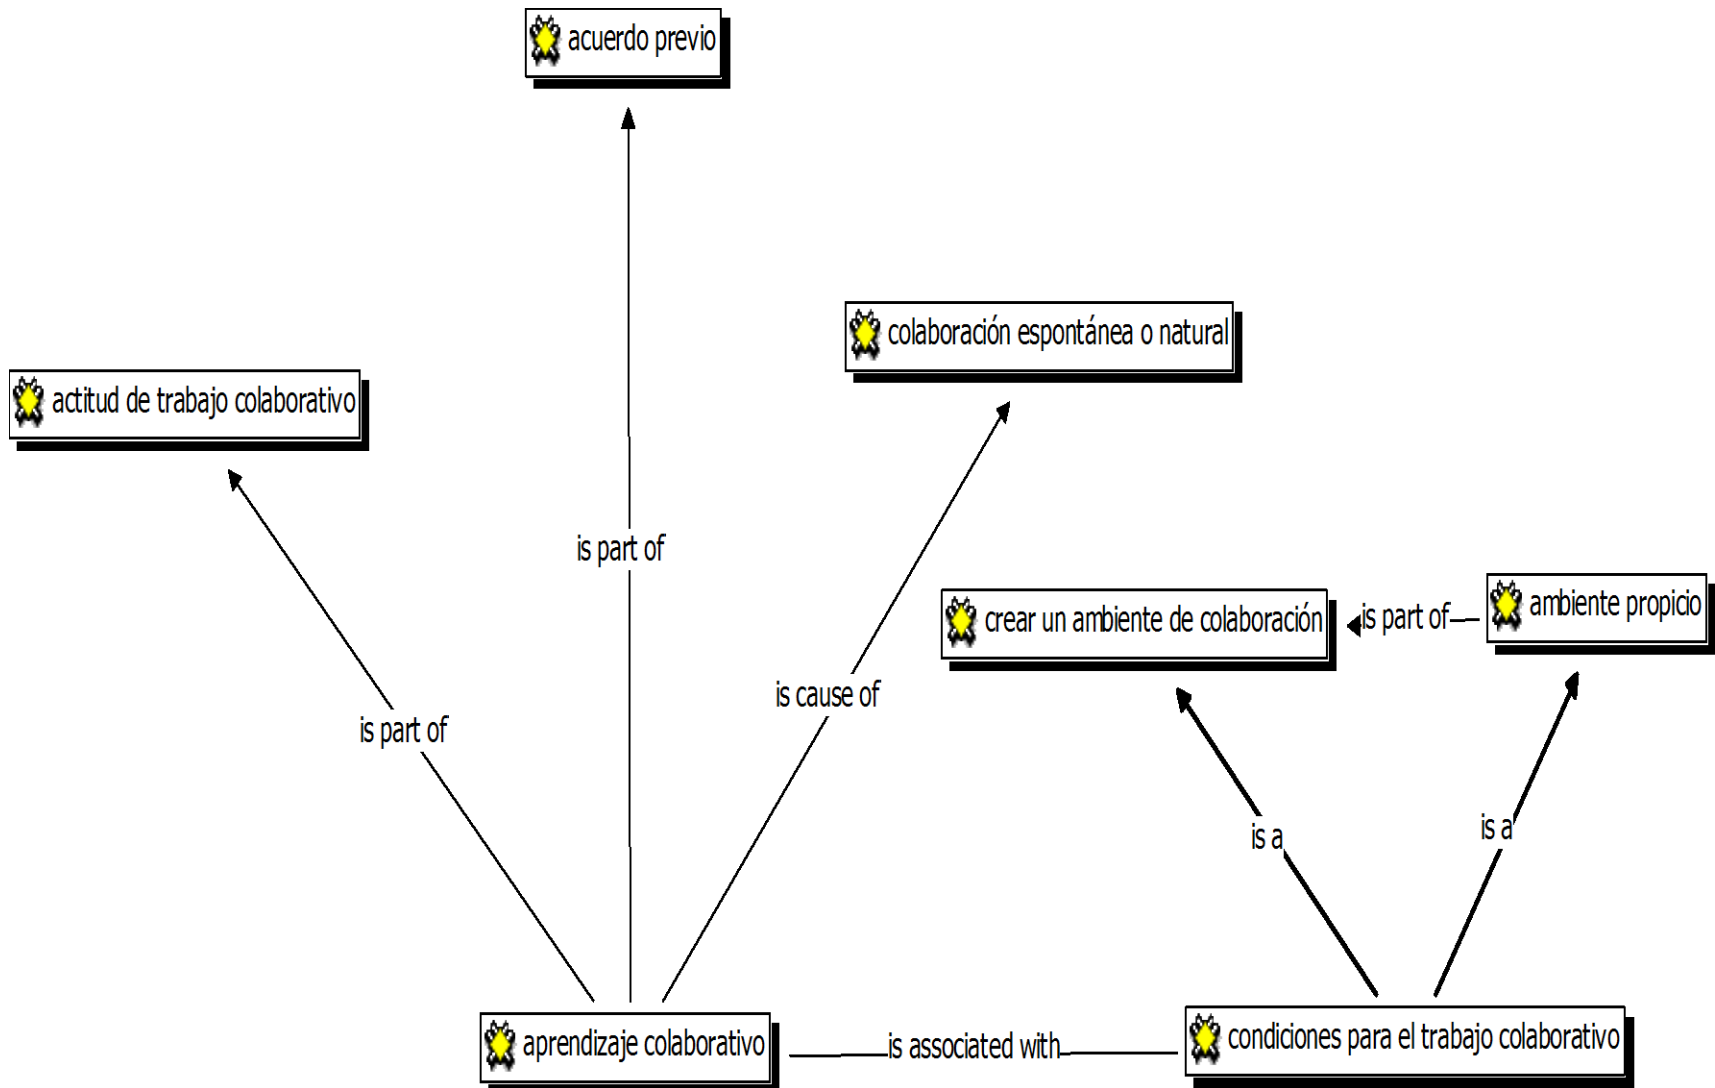 acuerdo previo
colaboración espontánea o natural
actitud de trabajo colaborativo
is part of
crear un ambiente de colaboración
is part of
ambiente propicio
is cause of
is part of
is a
is a
aprendizaje colaborativo
is associated with
condiciones para el trabajo colaborativo